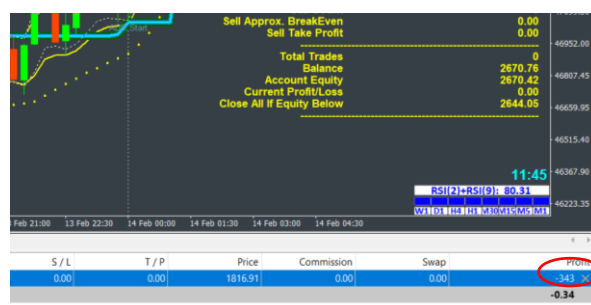 Sell Approx. BreakEven 0.00
Sell Take Profit 0.00
Total Trades 0
Balance 2670.76
Account Equity 2670.42
Current Profit/Loss 0.00
Close All If Equity Below 2644.05
46952.00
46807.45
46659.95
46515.40
46367.90
46223.35
11:45
RSI(2)+RSI(9): 80.31
W1 D1 H4 H1 M30 M15 M5 M1
Feb 21:00 13 Feb 22:30 14 Feb 00:00 14 Feb 01:30 14 Feb 03:00 14 Feb 04:30
S / L T / P Price Commission Swap Profit
0.00 0.00 1816.91 0.00 0.00 -343
-0.34